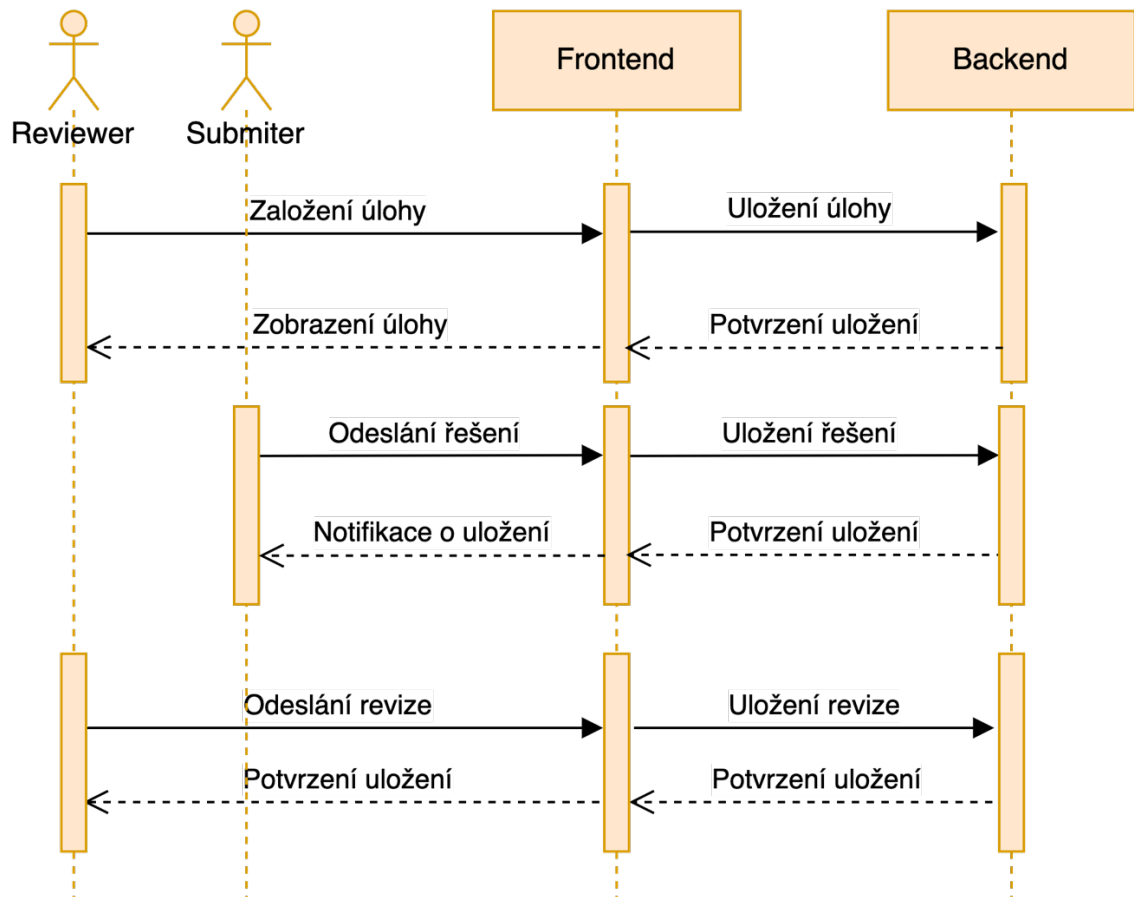 Frontend
Backend
Reviewer
Submiter
Založení úlohy
Uložení úlohy
Zobrazení úlohy
Potvrzení uložení
Odeslání řešení
Uložení řešení
Notifikace o uložení
Potvrzení uložení
Odeslání revize
Uložení revize
Potvrzení uložení
Potvrzení uložení